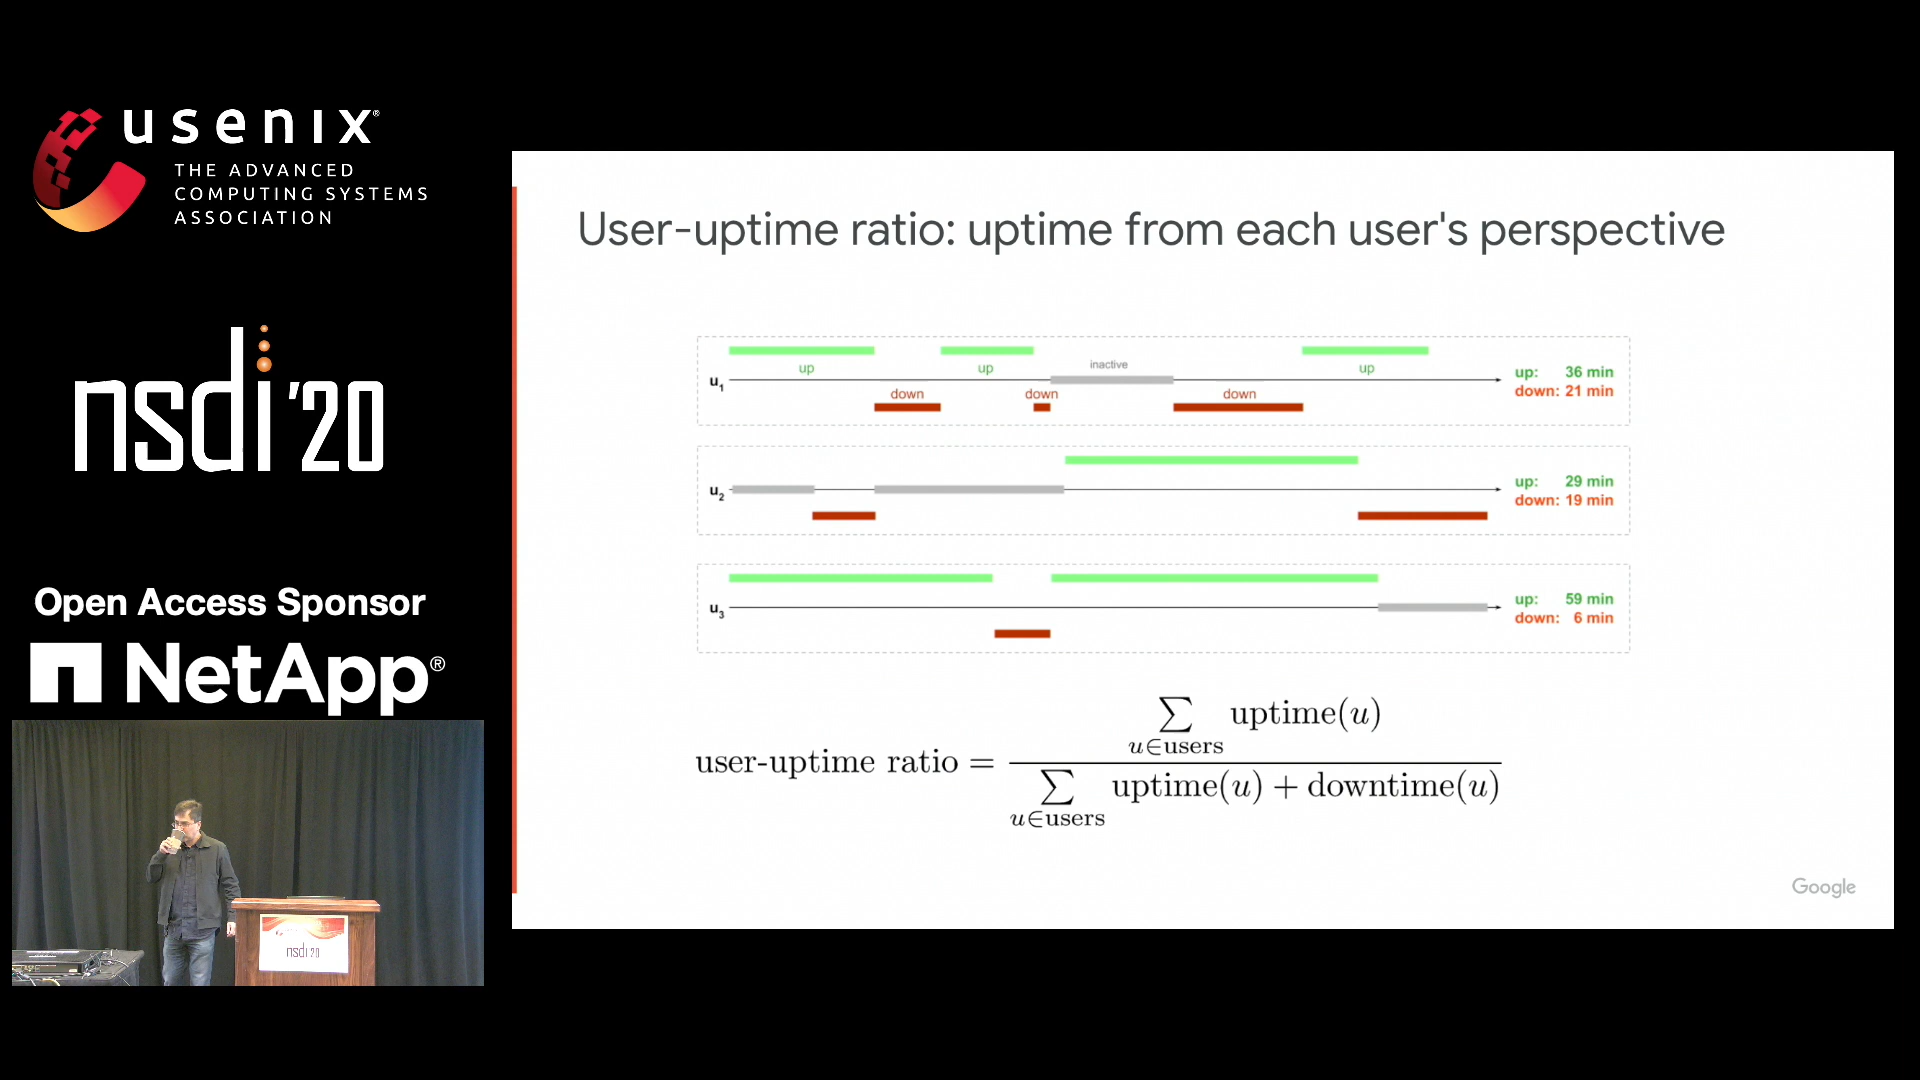 usenix®
THE ADVANCED
COMPUTING SYSTEMS
ASSOCIATION
nsdi '20
Open Access Sponsor
NetApp®
nsdi '20
User-uptime ratio: uptime from each user's perspective
u1
up
down
up
down
inactive
down
up
up: 36 min
down: 21 min
u2
up: 29 min
down: 19 min
u3
up: 59 min
down: 6 min
user-uptime ratio = ∑ u∈users uptime(u) / ∑ u∈users uptime(u) + downtime(u)
Google